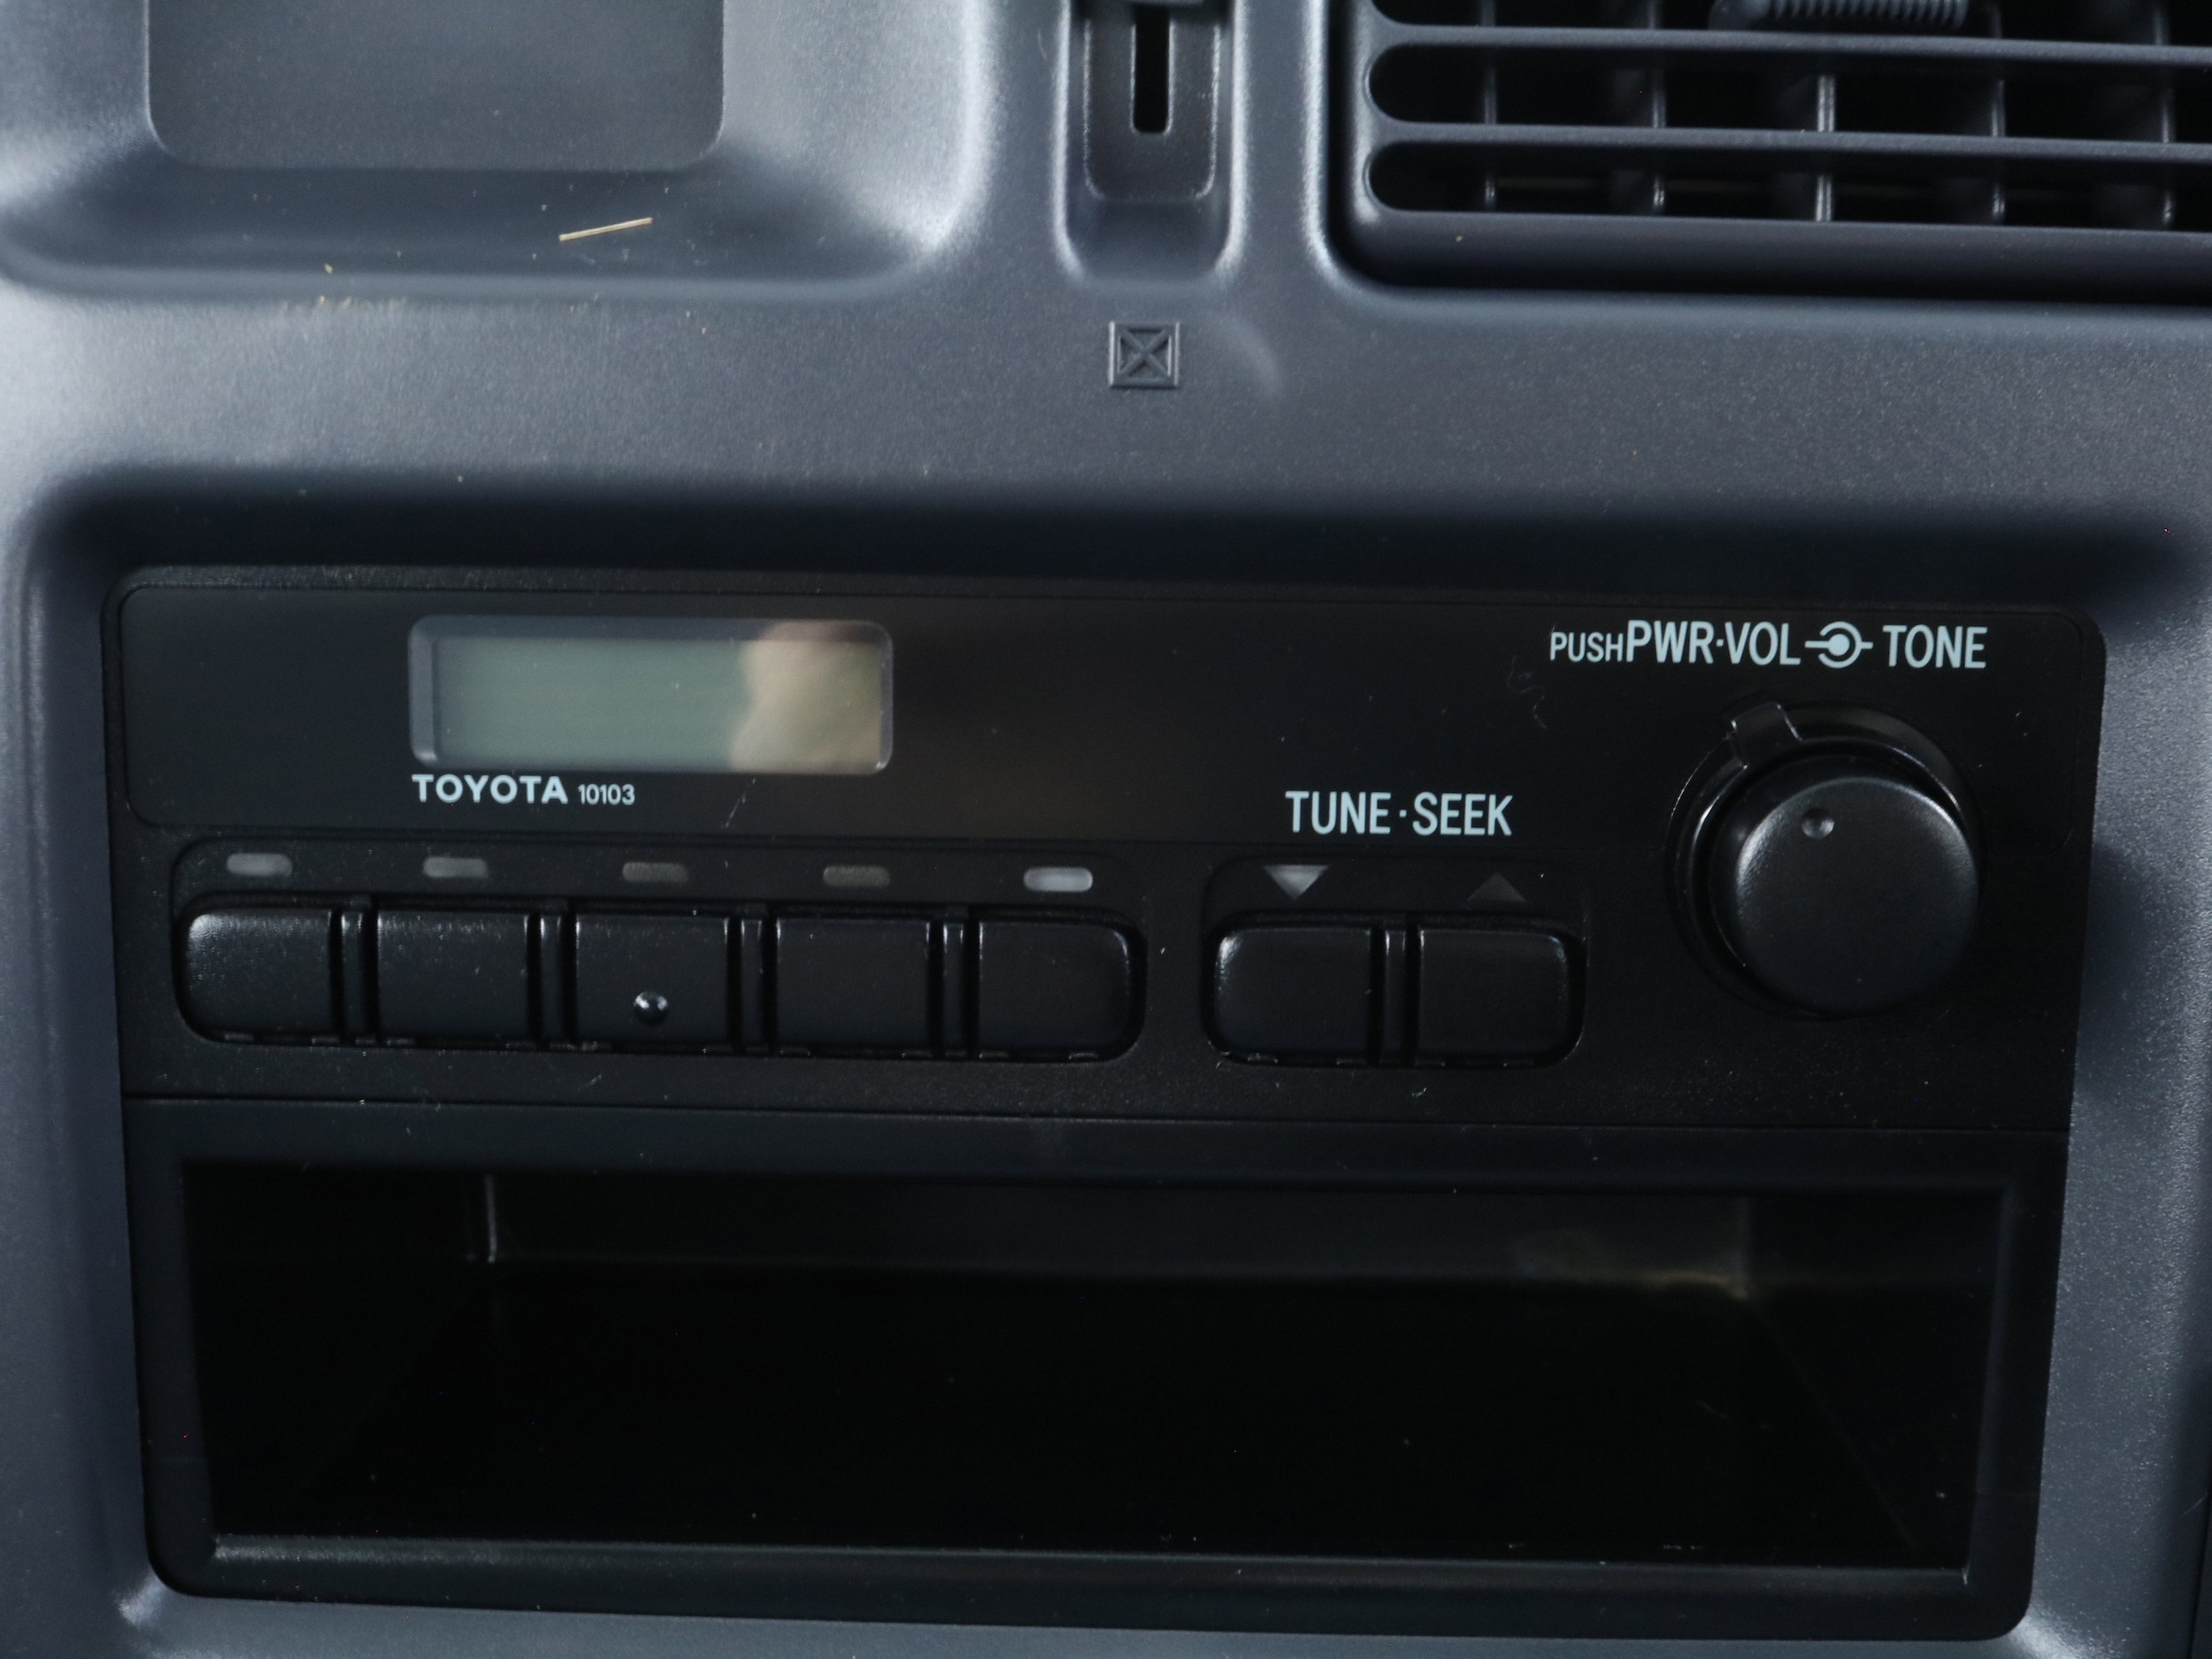 PUSH PWR·VOL TONE
TOYOTA 10103
TUNE·SEEK